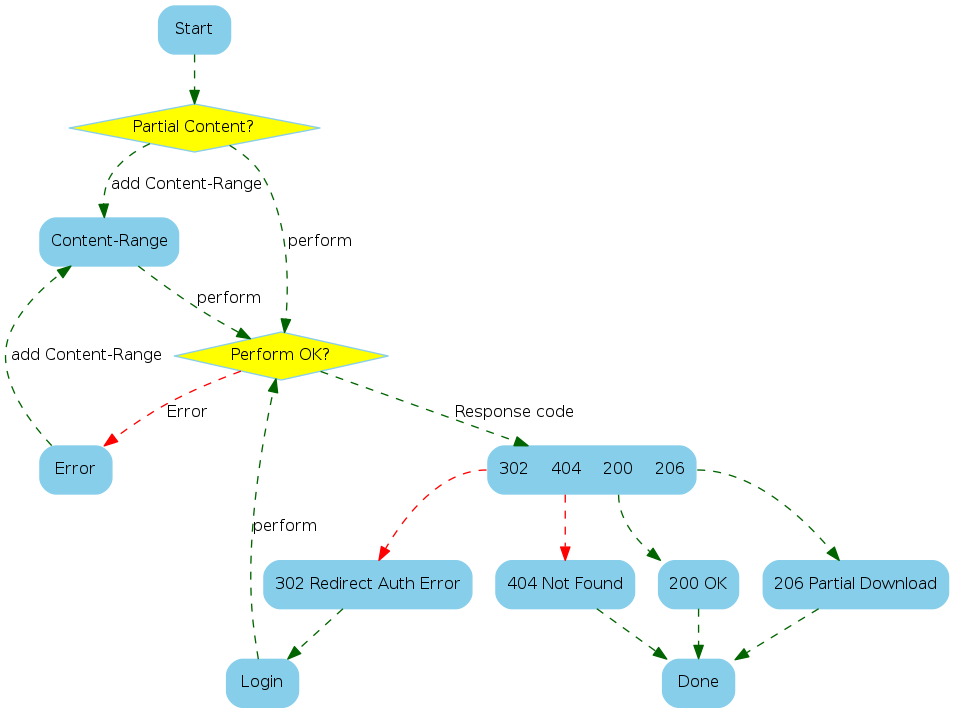 Start
Partial Content?
add Content-Range
Content-Range
perform
perform
add Content-Range
Perform OK?
Error
Response code
Error
302 404 200 206
perform
302 Redirect Auth Error
404 Not Found
200 OK
206 Partial Download
Login
Done